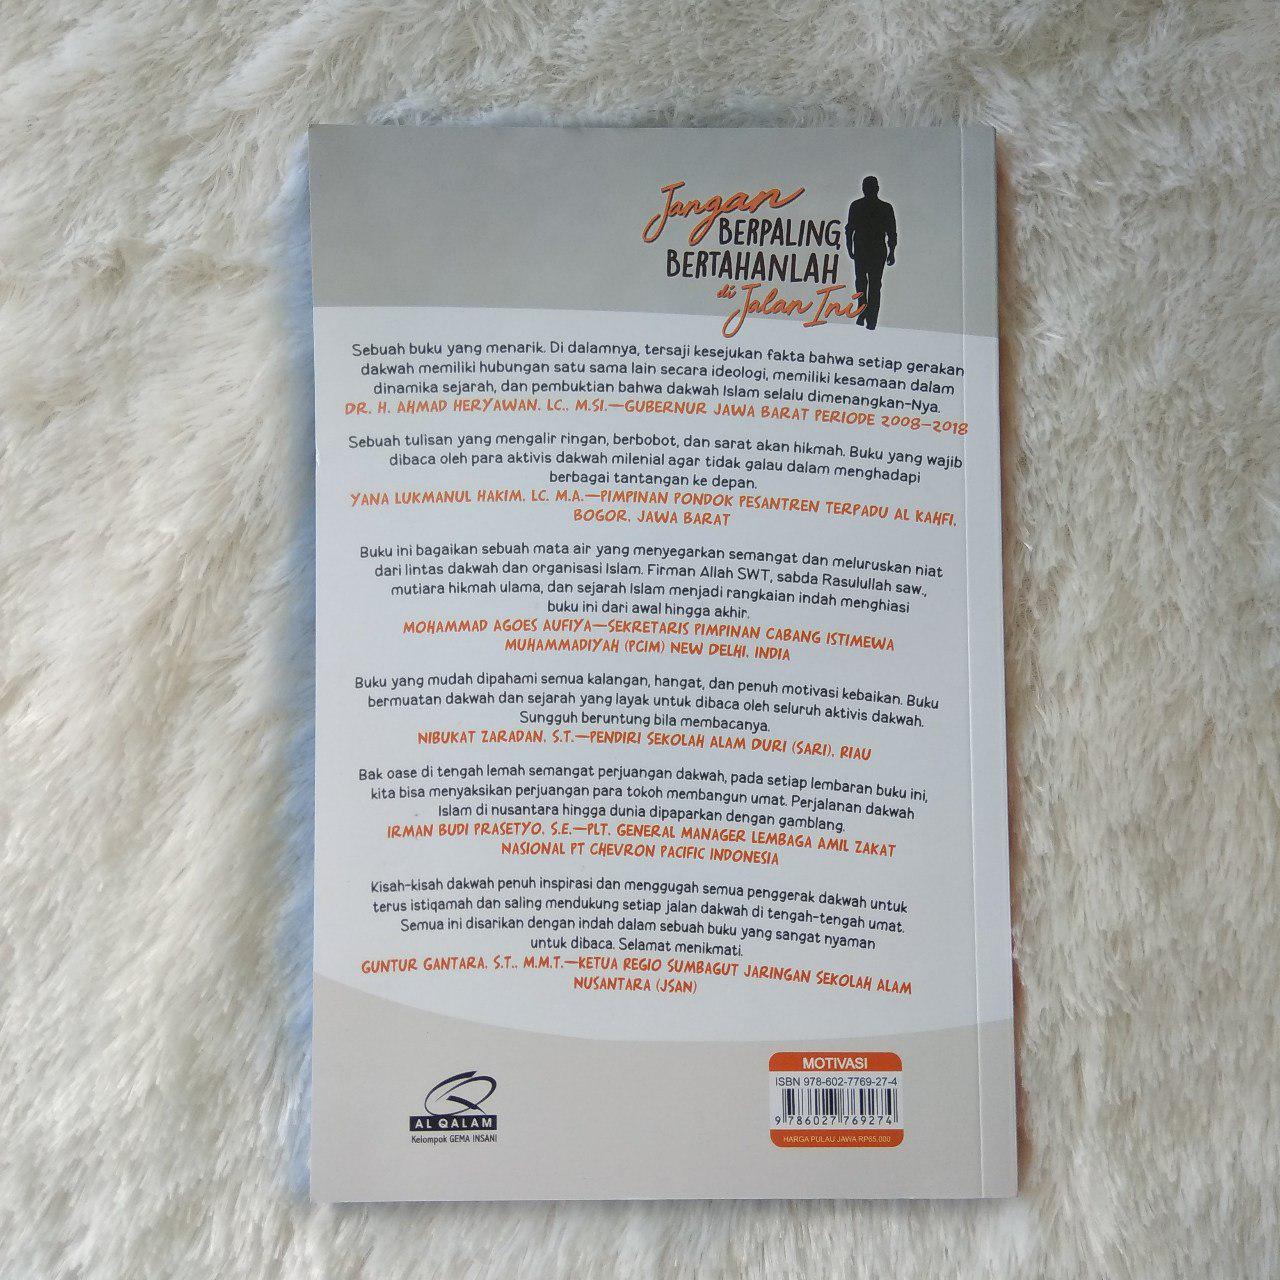 Jangan
BERPALING,
BERTAHANLAH
di Jalan Ini
Sebuah buku yang menarik. Di dalamnya, tersaji kesejukan fakta bahwa setiap gerakan
dakwah memiliki hubungan satu sama lain secara ideologi, memiliki kesamaan dalam
dinamika sejarah, dan pembuktian bahwa dakwah Islam selalu dimenangkan-Nya.
DR. H. AHMAD HERYAWAN, LC., M.SI.—GUBERNUR JAWA BARAT PERIODE 2008–2018
Sebuah tulisan yang mengalir ringan, berbobot, dan sarat akan hikmah. Buku yang wajib
dibaca oleh para aktivis dakwah milenial agar tidak galau dalam menghadapi
berbagai tantangan ke depan.
YANA LUKMANUL HAKIM, LC. M.A.—PIMPINAN PONDOK PESANTREN TERPADU AL KAHFI,
BOGOR, JAWA BARAT
Buku ini bagaikan sebuah mata air yang menyegarkan semangat dan meluruskan niat
dari lintas dakwah dan organisasi Islam. Firman Allah SWT, sabda Rasulullah saw.,
mutiara hikmah ulama, dan sejarah Islam menjadi rangkaian indah menghiasi
buku ini dari awal hingga akhir.
MOHAMMAD AGOES AUFIYA—SEKRETARIS PIMPINAN CABANG ISTIMEWA
MUHAMMADIYAH (PCIM) NEW DELHI, INDIA
Buku yang mudah dipahami semua kalangan, hangat, dan penuh motivasi kebaikan. Buku
bermuatan dakwah dan sejarah yang layak untuk dibaca oleh seluruh aktivis dakwah.
Sungguh beruntung bila membacanya.
NIBUKAT ZARADAN, S.T.—PENDIRI SEKOLAH ALAM DURI (SARI), RIAU
Bak oase di tengah lemah semangat perjuangan dakwah, pada setiap lembaran buku ini,
kita bisa menyaksikan perjuangan para tokoh membangun umat. Perjalanan dakwah
Islam di nusantara hingga dunia dipaparkan dengan gamblang.
IRMAN BUDI PRASETYO, S.E.—PLT. GENERAL MANAGER LEMBAGA AMIL ZAKAT
NASIONAL PT CHEVRON PACIFIC INDONESIA
Kisah-kisah dakwah penuh inspirasi dan menggugah semua penggerak dakwah untuk
terus istiqamah dan saling mendukung setiap jalan dakwah di tengah-tengah umat.
Semua ini disarikan dengan indah dalam sebuah buku yang sangat nyaman
untuk dibaca. Selamat menikmati.
GUNTUR GANTARA, S.T., M.M.T.—KETUA REGIO SUMBAGUT JARINGAN SEKOLAH ALAM
NUSANTARA (JSAN)
AL QALAM
Kelompok GEMA INSANI
MOTIVASI
ISBN 978-602-7769-27-4
9 786027 769274
HARGA PULAU JAWA RP65.000